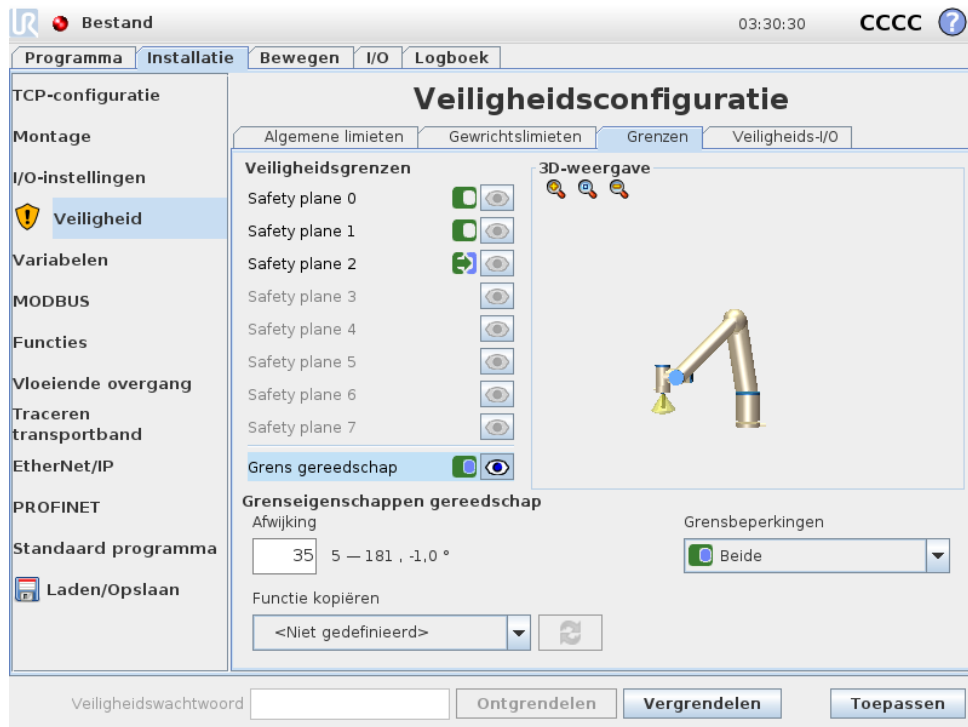 UR Bestand 03:30:30 CCCC ?
Programma Installatie Bewegen I/O Logboek
TCP-configuratie
Montage
I/O-instellingen
Veiligheid
Variabelen
MODBUS
Functies
Vloeiende overgang
Traceren
transportband
EtherNet/IP
PROFINET
Standaard programma
Laden/Opslaan
Veiligheidsconfiguratie
Algemene limieten Gewrichtslimieten Grenzen Veiligheids-I/O
Veiligheidsgrenzen
Safety plane 0
Safety plane 1
Safety plane 2
Safety plane 3
Safety plane 4
Safety plane 5
Safety plane 6
Safety plane 7
Grens gereedschap
3D-weergave
Grenseigenschappen gereedschap
Afwijking
35 5 — 181 , -1,0 °
Grensbeperkingen
Beide
Functie kopiëren
<Niet gedefinieerd>
Veiligheidswachtwoord Ontgrendelen Vergrendelen Toepassen